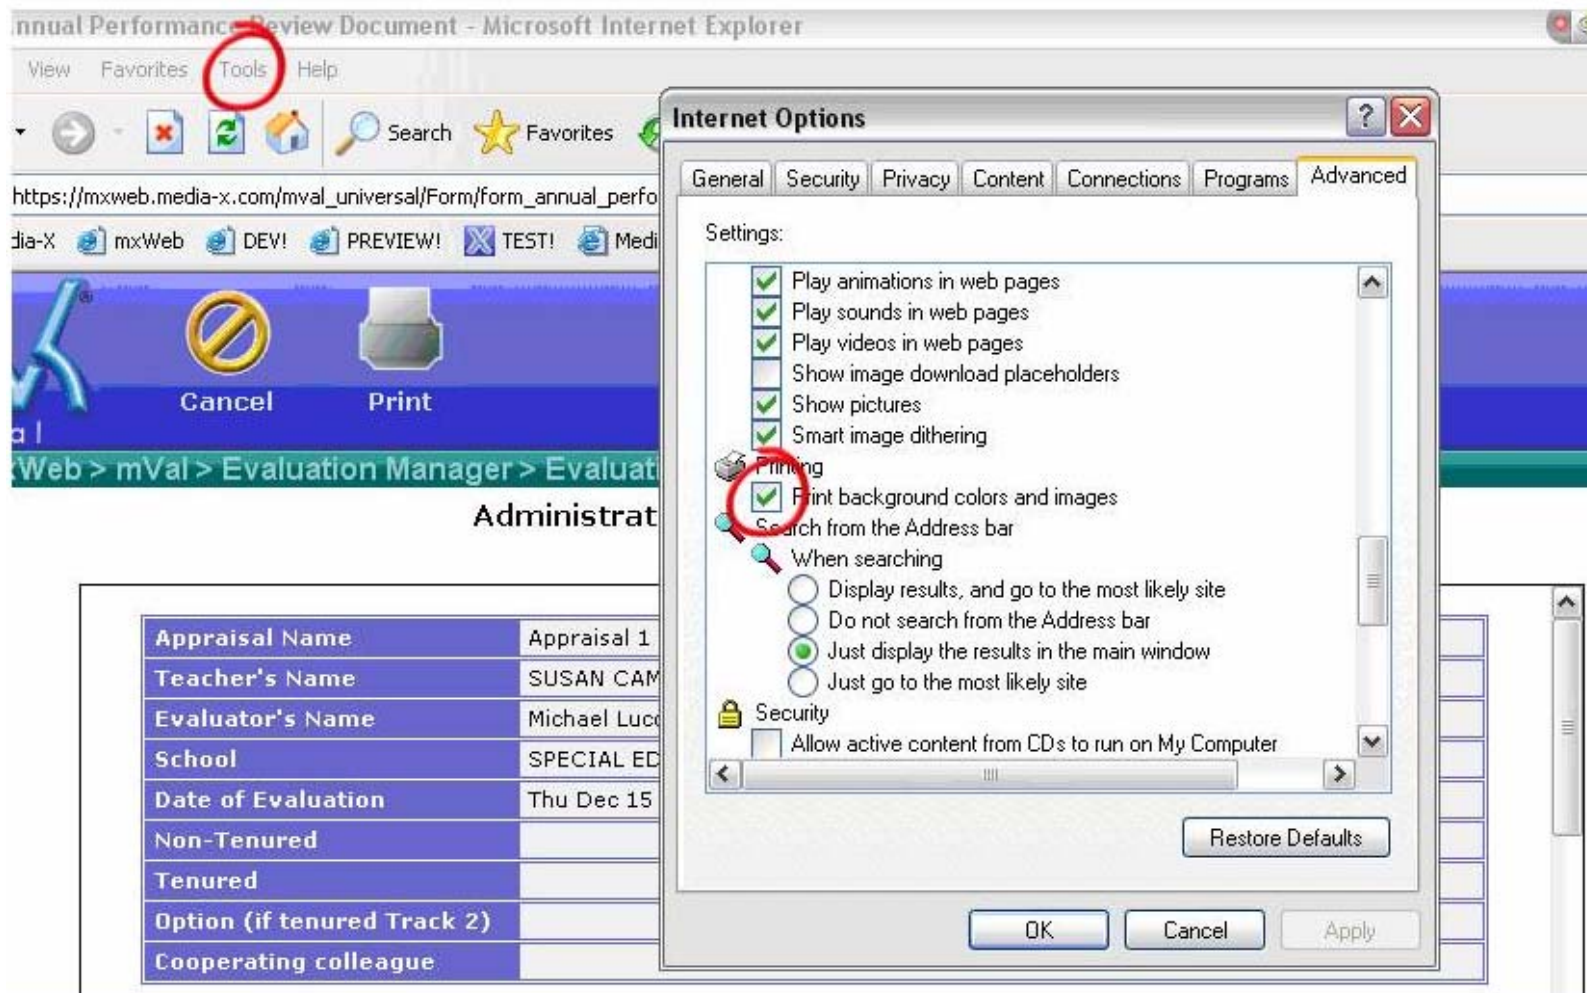 nnual Performance Review Document - Microsoft Internet Explorer
View Favorites Tools Help
Search Favorites
https://mxweb.media-x.com/mval_universal/Form/form_annual_perfo
dia-X mxWeb DEV! PREVIEW! TEST! Medi
Cancel Print
a l
xWeb > mVal > Evaluation Manager > Evaluati
Administrat
Appraisal Name Appraisal 1
Teacher's Name SUSAN CAM
Evaluator's Name Michael Lucc
School SPECIAL ED
Date of Evaluation Thu Dec 15
Non-Tenured
Tenured
Option (if tenured Track 2)
Cooperating colleague
Internet Options
General Security Privacy Content Connections Programs Advanced
Settings:
Play animations in web pages
Play sounds in web pages
Play videos in web pages
Show image download placeholders
Show pictures
Smart image dithering
Printing
Print background colors and images
Search from the Address bar
When searching
Display results, and go to the most likely site
Do not search from the Address bar
Just display the results in the main window
Just go to the most likely site
Security
Allow active content from CDs to run on My Computer
Restore Defaults
OK Cancel Apply